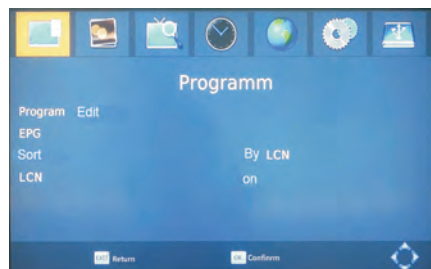 Programm
Program Edit
EPG
Sort By LCN
LCN on
EXIT Return OK Confirm